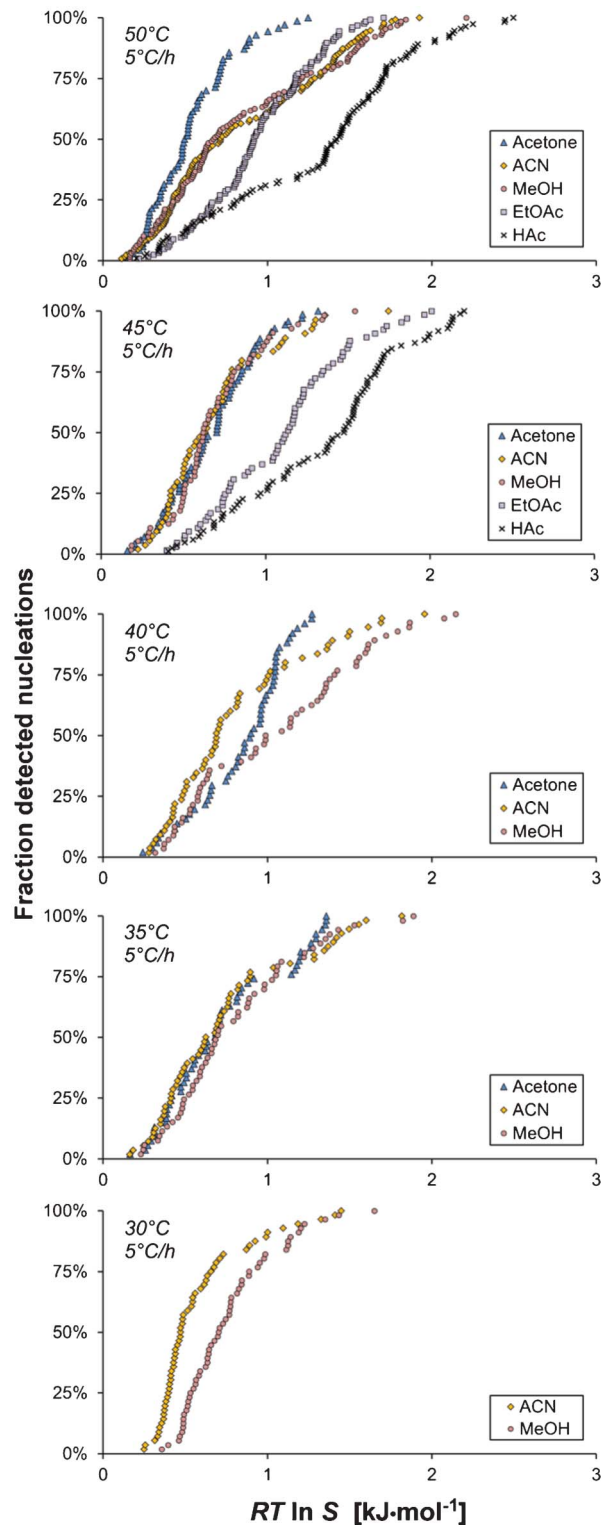 100%
75%
50%
25%
0%
50°C
5°C/h
Acetone
ACN
MeOH
EtOAc
HAc
0
1
2
3
100%
75%
50%
25%
0%
45°C
5°C/h
Acetone
ACN
MeOH
EtOAc
HAc
0
1
2
3
Fraction detected nucleations
100%
75%
50%
25%
0%
40°C
5°C/h
Acetone
ACN
MeOH
0
1
2
3
100%
75%
50%
25%
0%
35°C
5°C/h
Acetone
ACN
MeOH
0
1
2
3
100%
75%
50%
25%
0%
30°C
5°C/h
ACN
MeOH
0
1
2
3
RT ln S [kJ·mol⁻¹]